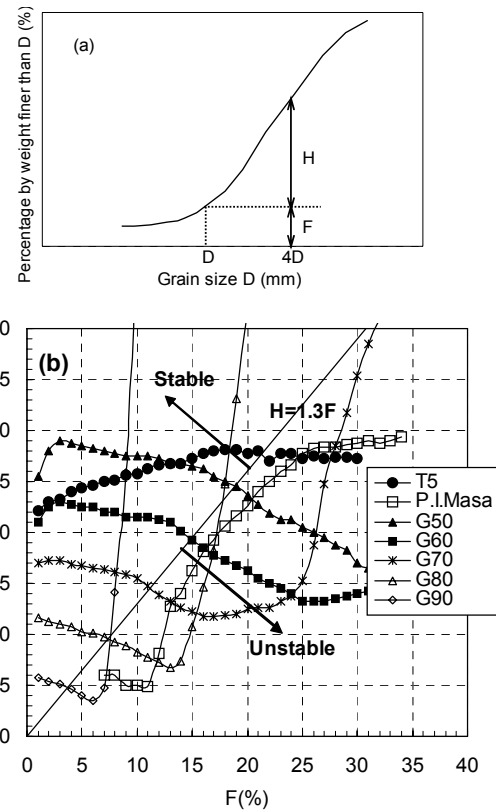 Percentage by weight finer than D (%)
(a)
H
F
D
4D
Grain size D (mm)
(b)
0
5
0
5
0
5
0
5
0
Stable
H=1.3F
Unstable
T5
P.I.Masa
G50
G60
G70
G80
G90
0
5
10
15
20
25
30
35
40
F(%)